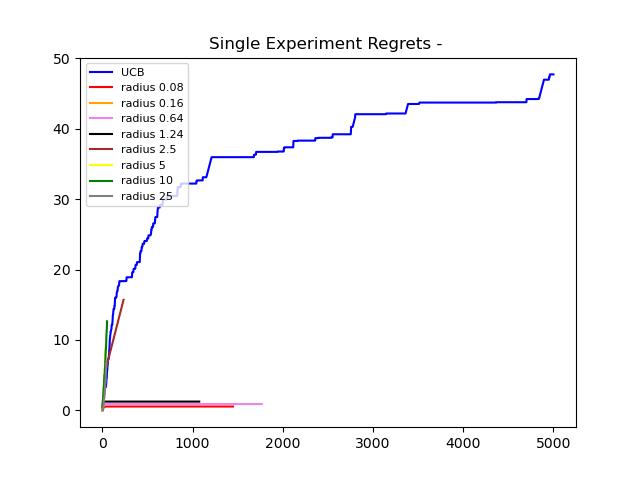 Single Experiment Regrets -
50
40
30
20
10
0
UCB
radius 0.08
radius 0.16
radius 0.64
radius 1.24
radius 2.5
radius 5
radius 10
radius 25
0 1000 2000 3000 4000 5000